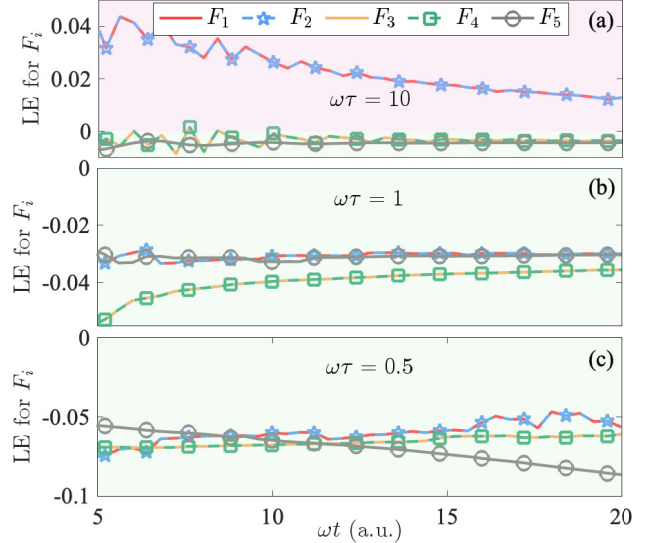 F₁ F₂ F₃ F₄ F₅
(a)
0.04
0.02
0
LE for Fᵢ
ωτ = 10
(b)
0
-0.02
-0.04
LE for Fᵢ
ωτ = 1
(c)
0
-0.05
-0.1
LE for Fᵢ
ωτ = 0.5
5 10 15 20
ωt (a.u.)